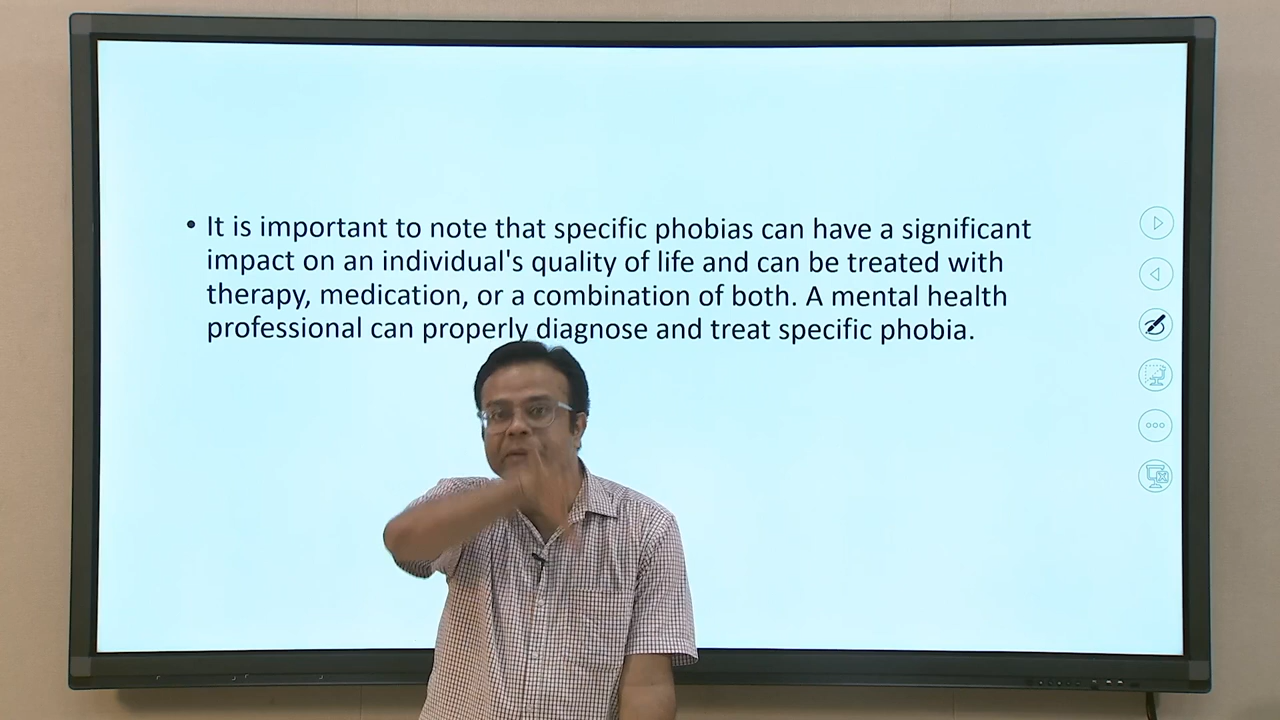 • It is important to note that specific phobias can have a significant
impact on an individual's quality of life and can be treated with
therapy, medication, or a combination of both. A mental health
professional can properly diagnose and treat specific phobia.